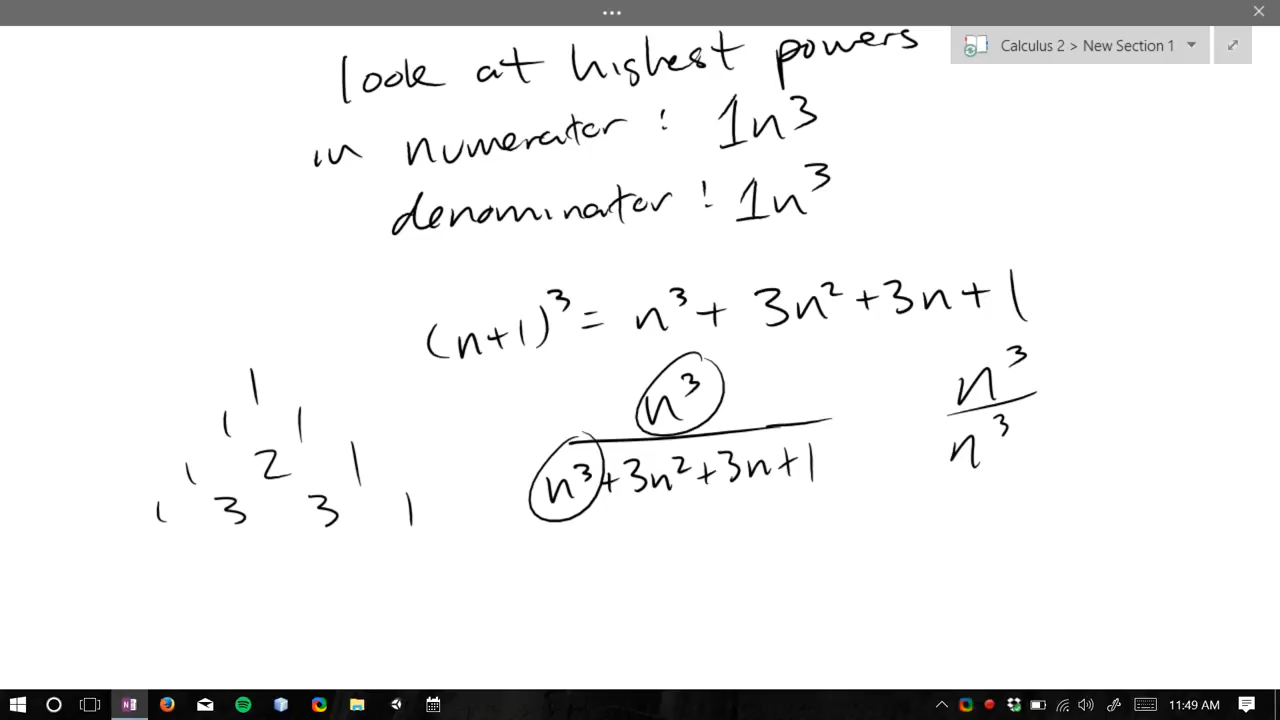 ...
Calculus 2 > New Section 1
look at highest powers
in numerator : 1n³
denominator : 1n³
(n+1)³ = n³ + 3n² + 3n + 1
1
1 1
1 2 1
1 3 3 1
n³
n³+3n²+3n+1
n³
n³
11:49 AM